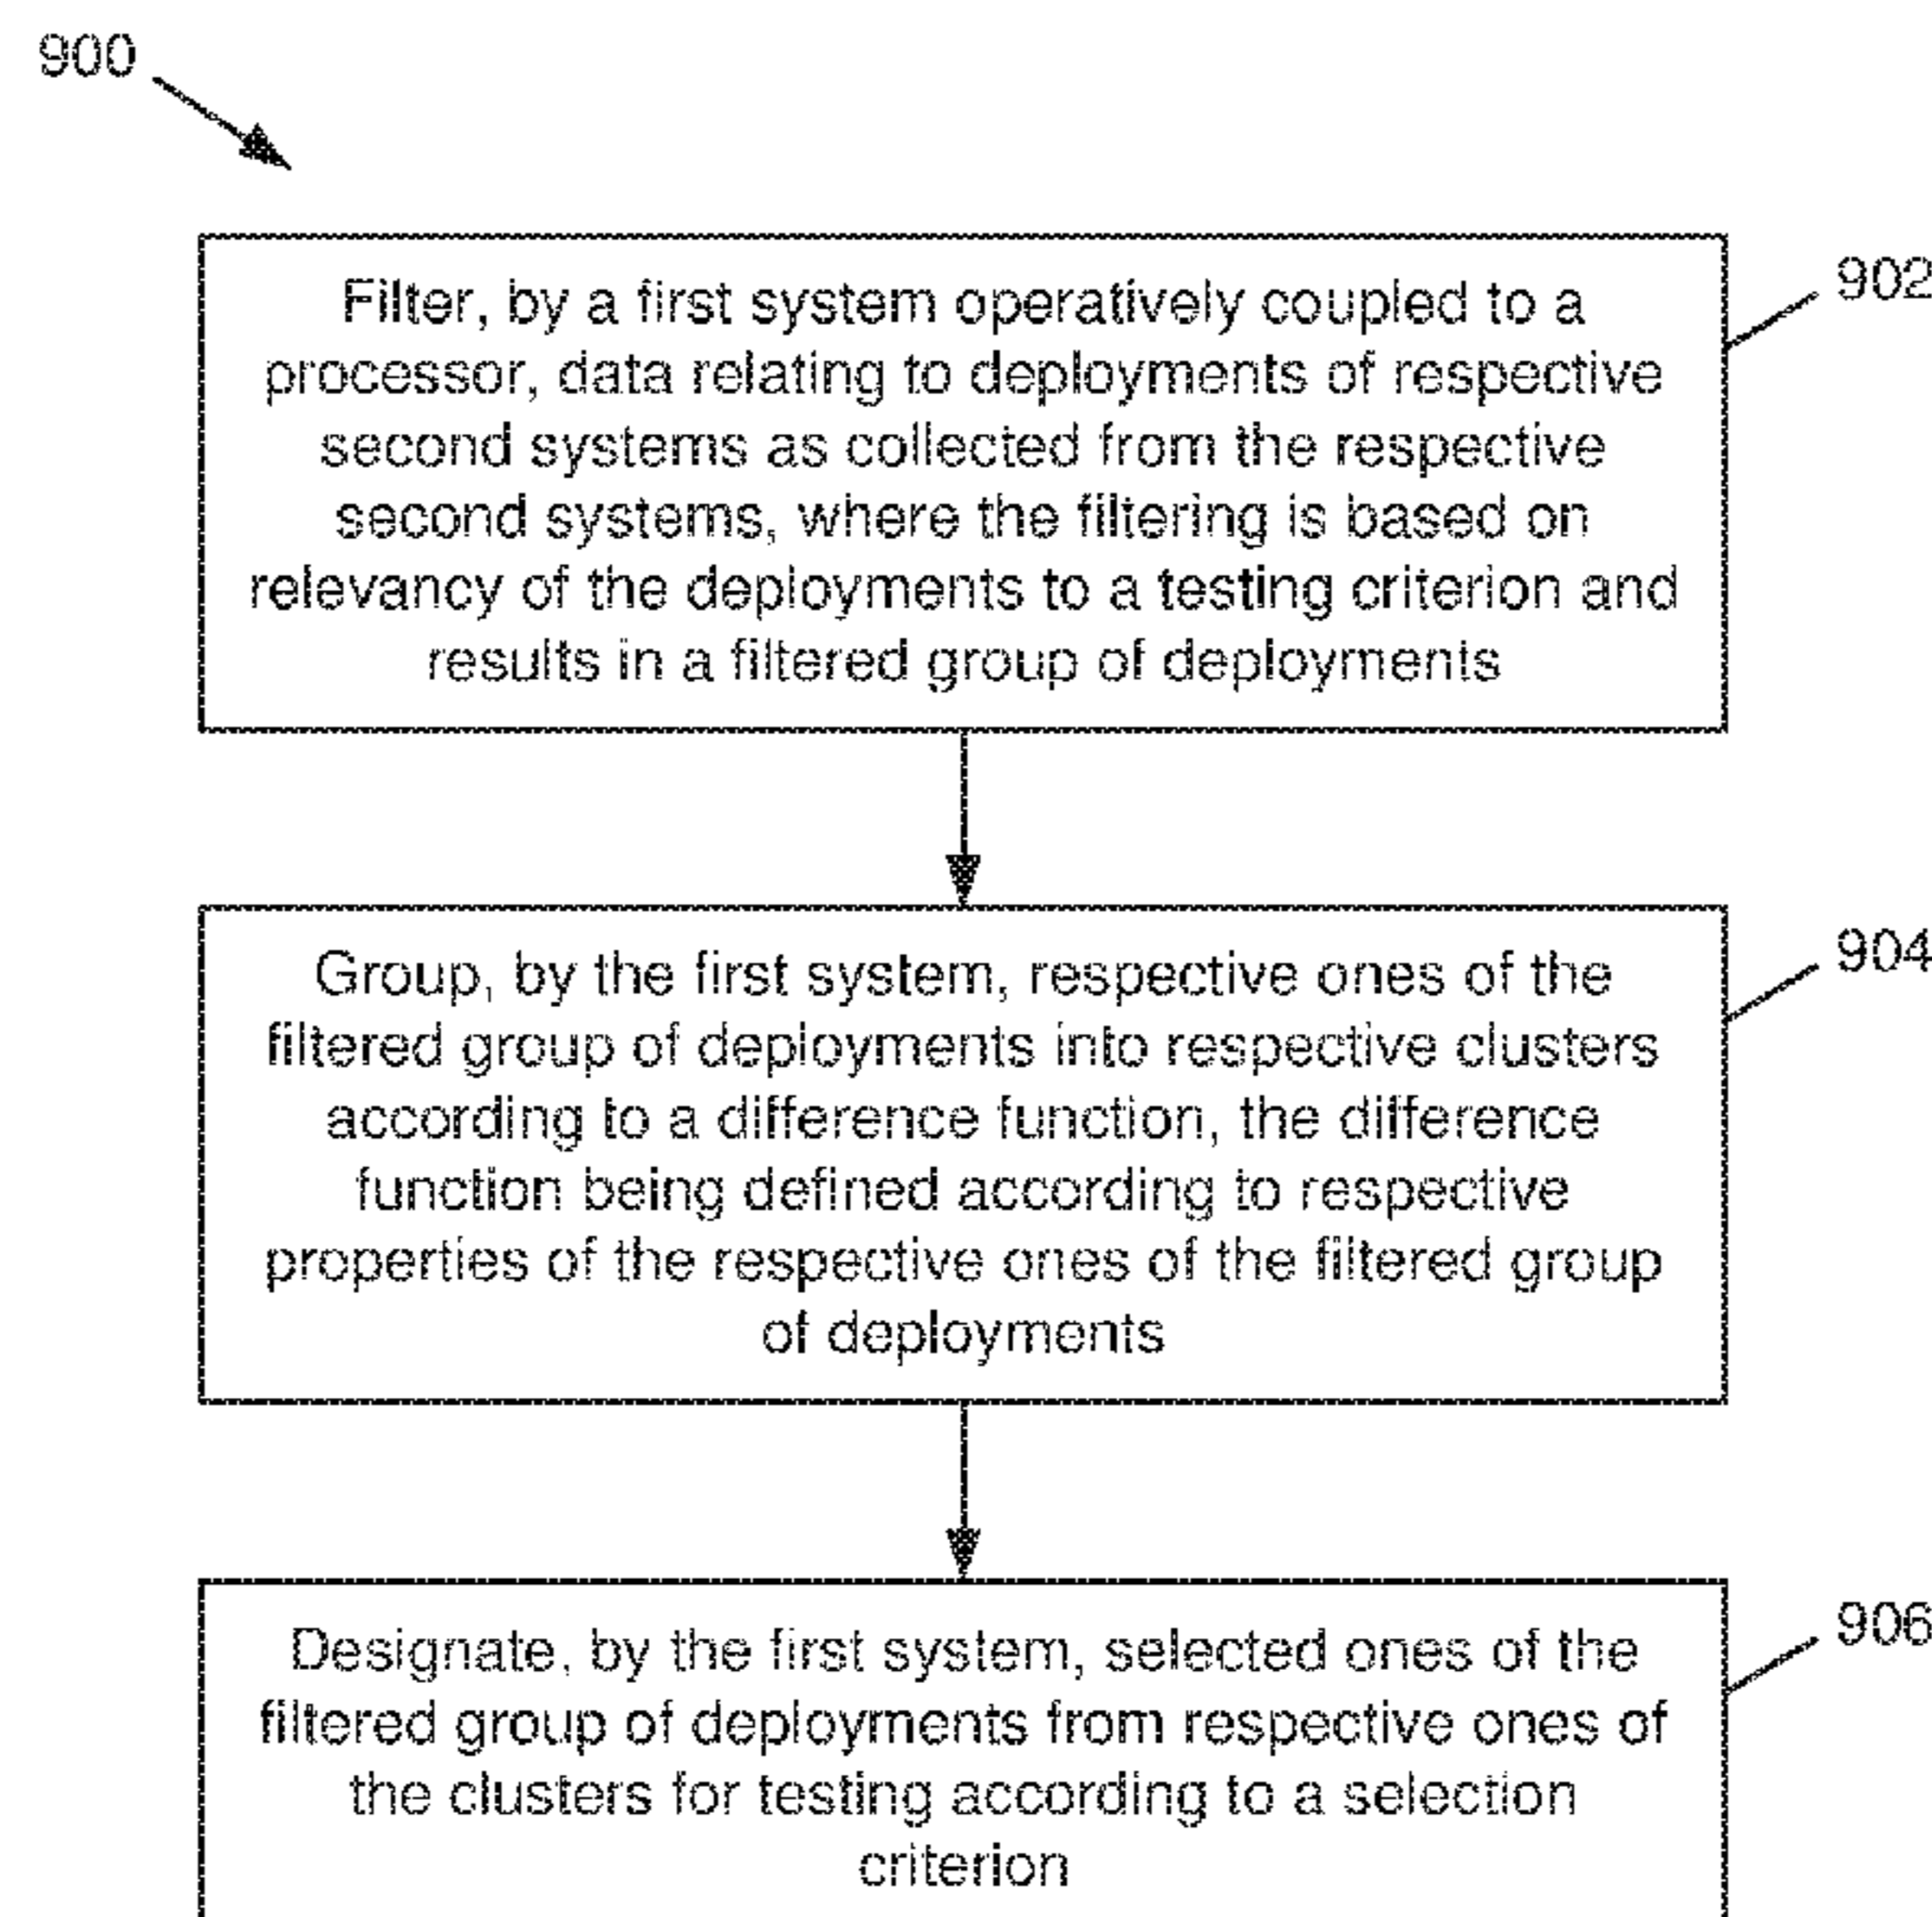 900
902
Filter, by a first system operatively coupled to a
processor, data relating to deployments of respective
second systems as collected from the respective
second systems, where the filtering is based on
relevancy of the deployments to a testing criterion and
results in a filtered group of deployments
904
Group, by the first system, respective ones of the
filtered group of deployments into respective clusters
according to a difference function, the difference
function being defined according to respective
properties of the respective ones of the filtered group
of deployments
906
Designate, by the first system, selected ones of the
filtered group of deployments from respective ones of
the clusters for testing according to a selection
criterion